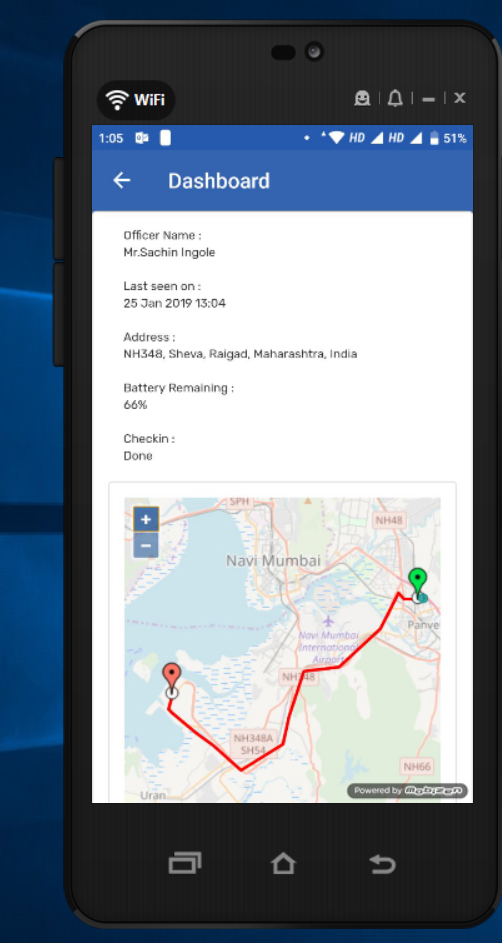 WiFi
1:05
HD
HD
51%
Dashboard
Officer Name :
Mr.Sachin Ingole
Last seen on :
25 Jan 2019 13:04
Address :
NH348, Sheva, Raigad, Maharashtra, India
Battery Remaining :
66%
Checkin :
Done
+
−
SPH
NH48
Navi Mumbai
Navi Mumbai
International
Airport
Panve
NH348
NH348A
SH54
NH66
Uran
Powered by Mobizen